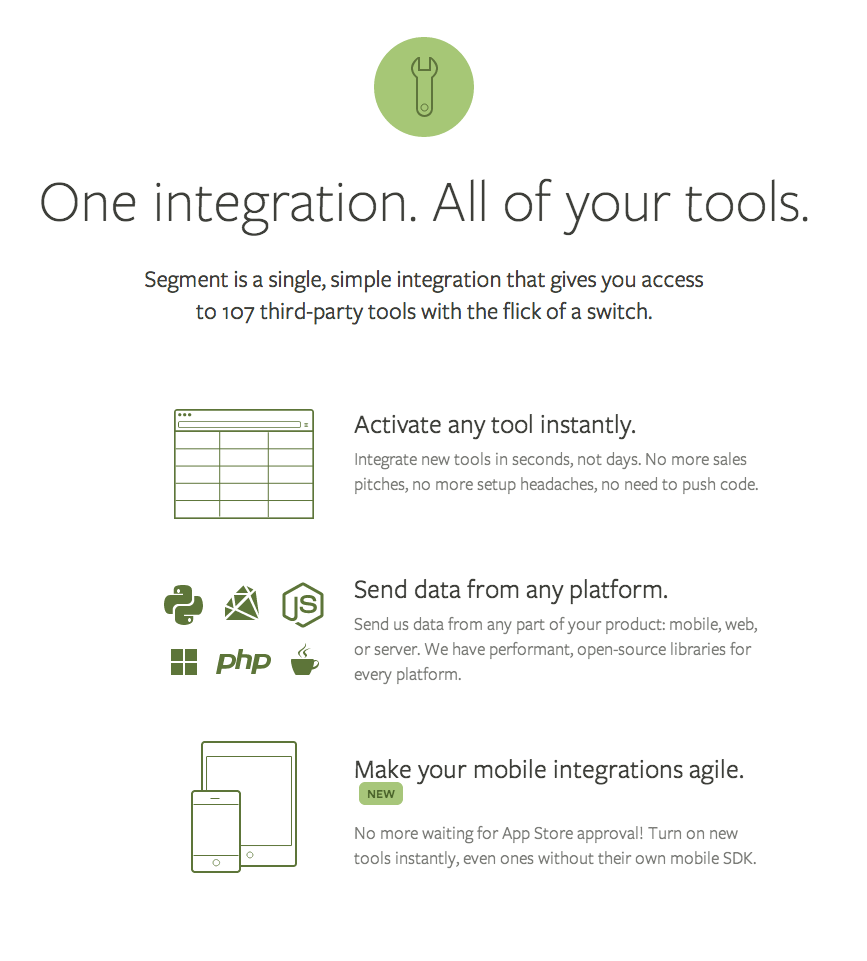 One integration. All of your tools.
Segment is a single, simple integration that gives you access
to 107 third-party tools with the flick of a switch.
Activate any tool instantly.
Integrate new tools in seconds, not days. No more sales
pitches, no more setup headaches, no need to push code.
JS
php
Send data from any platform.
Send us data from any part of your product: mobile, web,
or server. We have performant, open-source libraries for
every platform.
Make your mobile integrations agile.
NEW
No more waiting for App Store approval! Turn on new
tools instantly, even ones without their own mobile SDK.